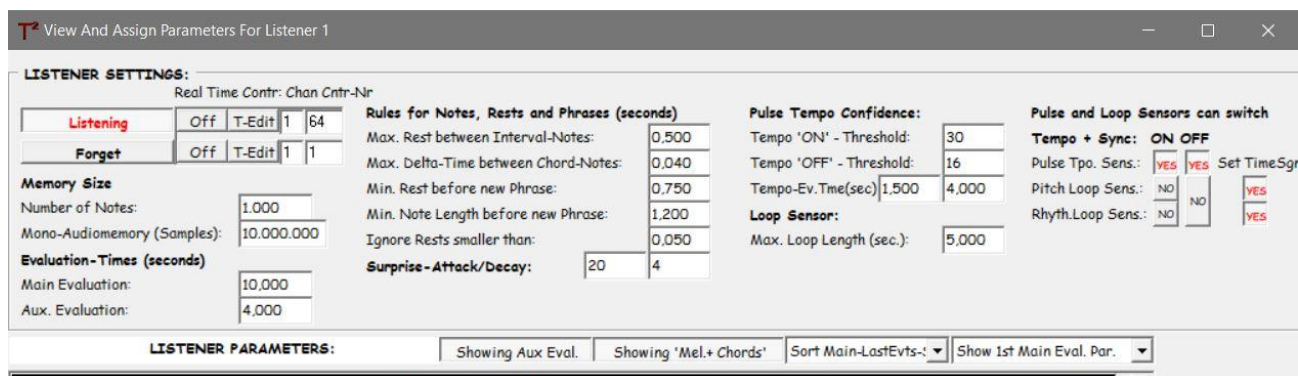 T² View And Assign Parameters For Listener 1
LISTENER SETTINGS:
Real Time Contr: Chan Cntr-Nr
Listening Off T-Edit 1 64
Forget Off T-Edit 1 1
Memory Size
Number of Notes: 1.000
Mono-Audiomemory (Samples): 10.000.000
Evaluation-Times (seconds)
Main Evaluation: 10,000
Aux. Evaluation: 4,000
Rules for Notes, Rests and Phrases (seconds)
Max. Rest between Interval-Notes: 0,500
Max. Delta-Time between Chord-Notes: 0,040
Min. Rest before new Phrase: 0,750
Min. Note Length before new Phrase: 1,200
Ignore Rests smaller than: 0,050
Surprise-Attack/Decay: 20 4
Pulse Tempo Confidence:
Tempo 'ON' - Threshold: 30
Tempo 'OFF' - Threshold: 16
Tempo-Ev.Tme(sec) 1,500 4,000
Loop Sensor:
Max. Loop Length (sec.): 5,000
Pulse and Loop Sensors can switch
Tempo + Sync: ON OFF
Pulse Tpo. Sens.: YES YES Set TimeSgr
Pitch Loop Sens.: NO NO YES
Rhyth.Loop Sens.: NO YES
LISTENER PARAMETERS: Showing Aux Eval. Showing 'Mel.+ Chords' Sort Main-LastEvts-S Show 1st Main Eval. Par.